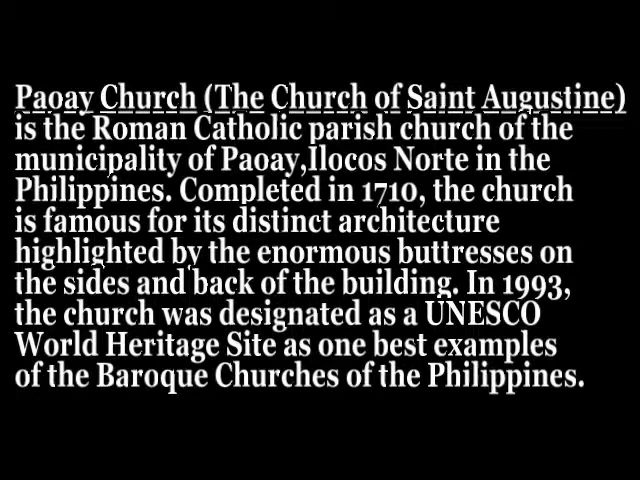 Paoay Church (The Church of Saint Augustine)
is the Roman Catholic parish church of the
municipality of Paoay,Ilocos Norte in the
Philippines. Completed in 1710, the church
is famous for its distinct architecture
highlighted by the enormous buttresses on
the sides and back of the building. In 1993,
the church was designated as a UNESCO
World Heritage Site as one best examples
of the Baroque Churches of the Philippines.